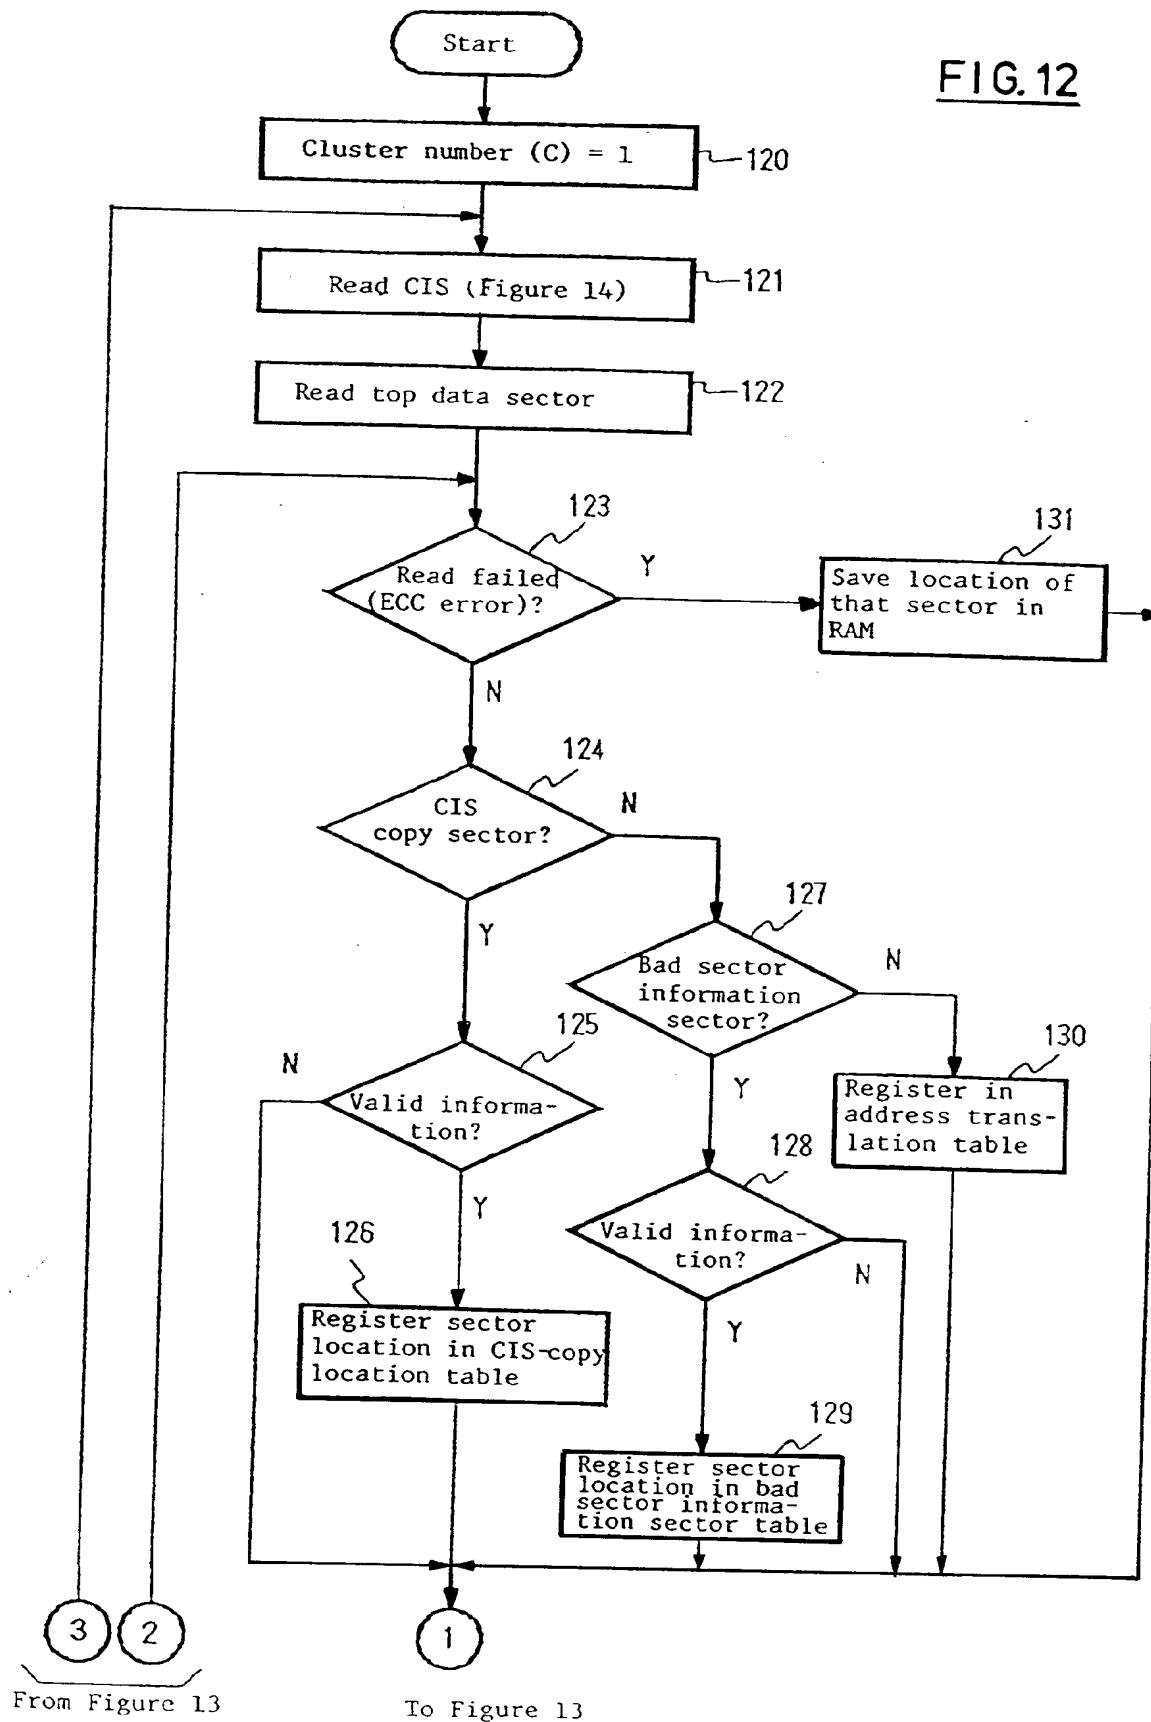 Start
FIG. 12
Cluster number (C) = 1
120
Read CIS (Figure 14)
121
Read top data sector
122
123
Read failed
(ECC error)?
Y
N
131
Save location of
that sector in
RAM
124
CIS
copy sector?
N
Y
127
Bad sector
information
sector?
N
Y
125
Valid informa-
tion?
N
Y
130
Register in
address trans-
lation table
128
Valid informa-
tion?
N
Y
126
Register sector
location in CIS-copy
location table
129
Register sector
location in bad
sector informa-
tion sector table
3
2
1
From Figure 13
To Figure 13